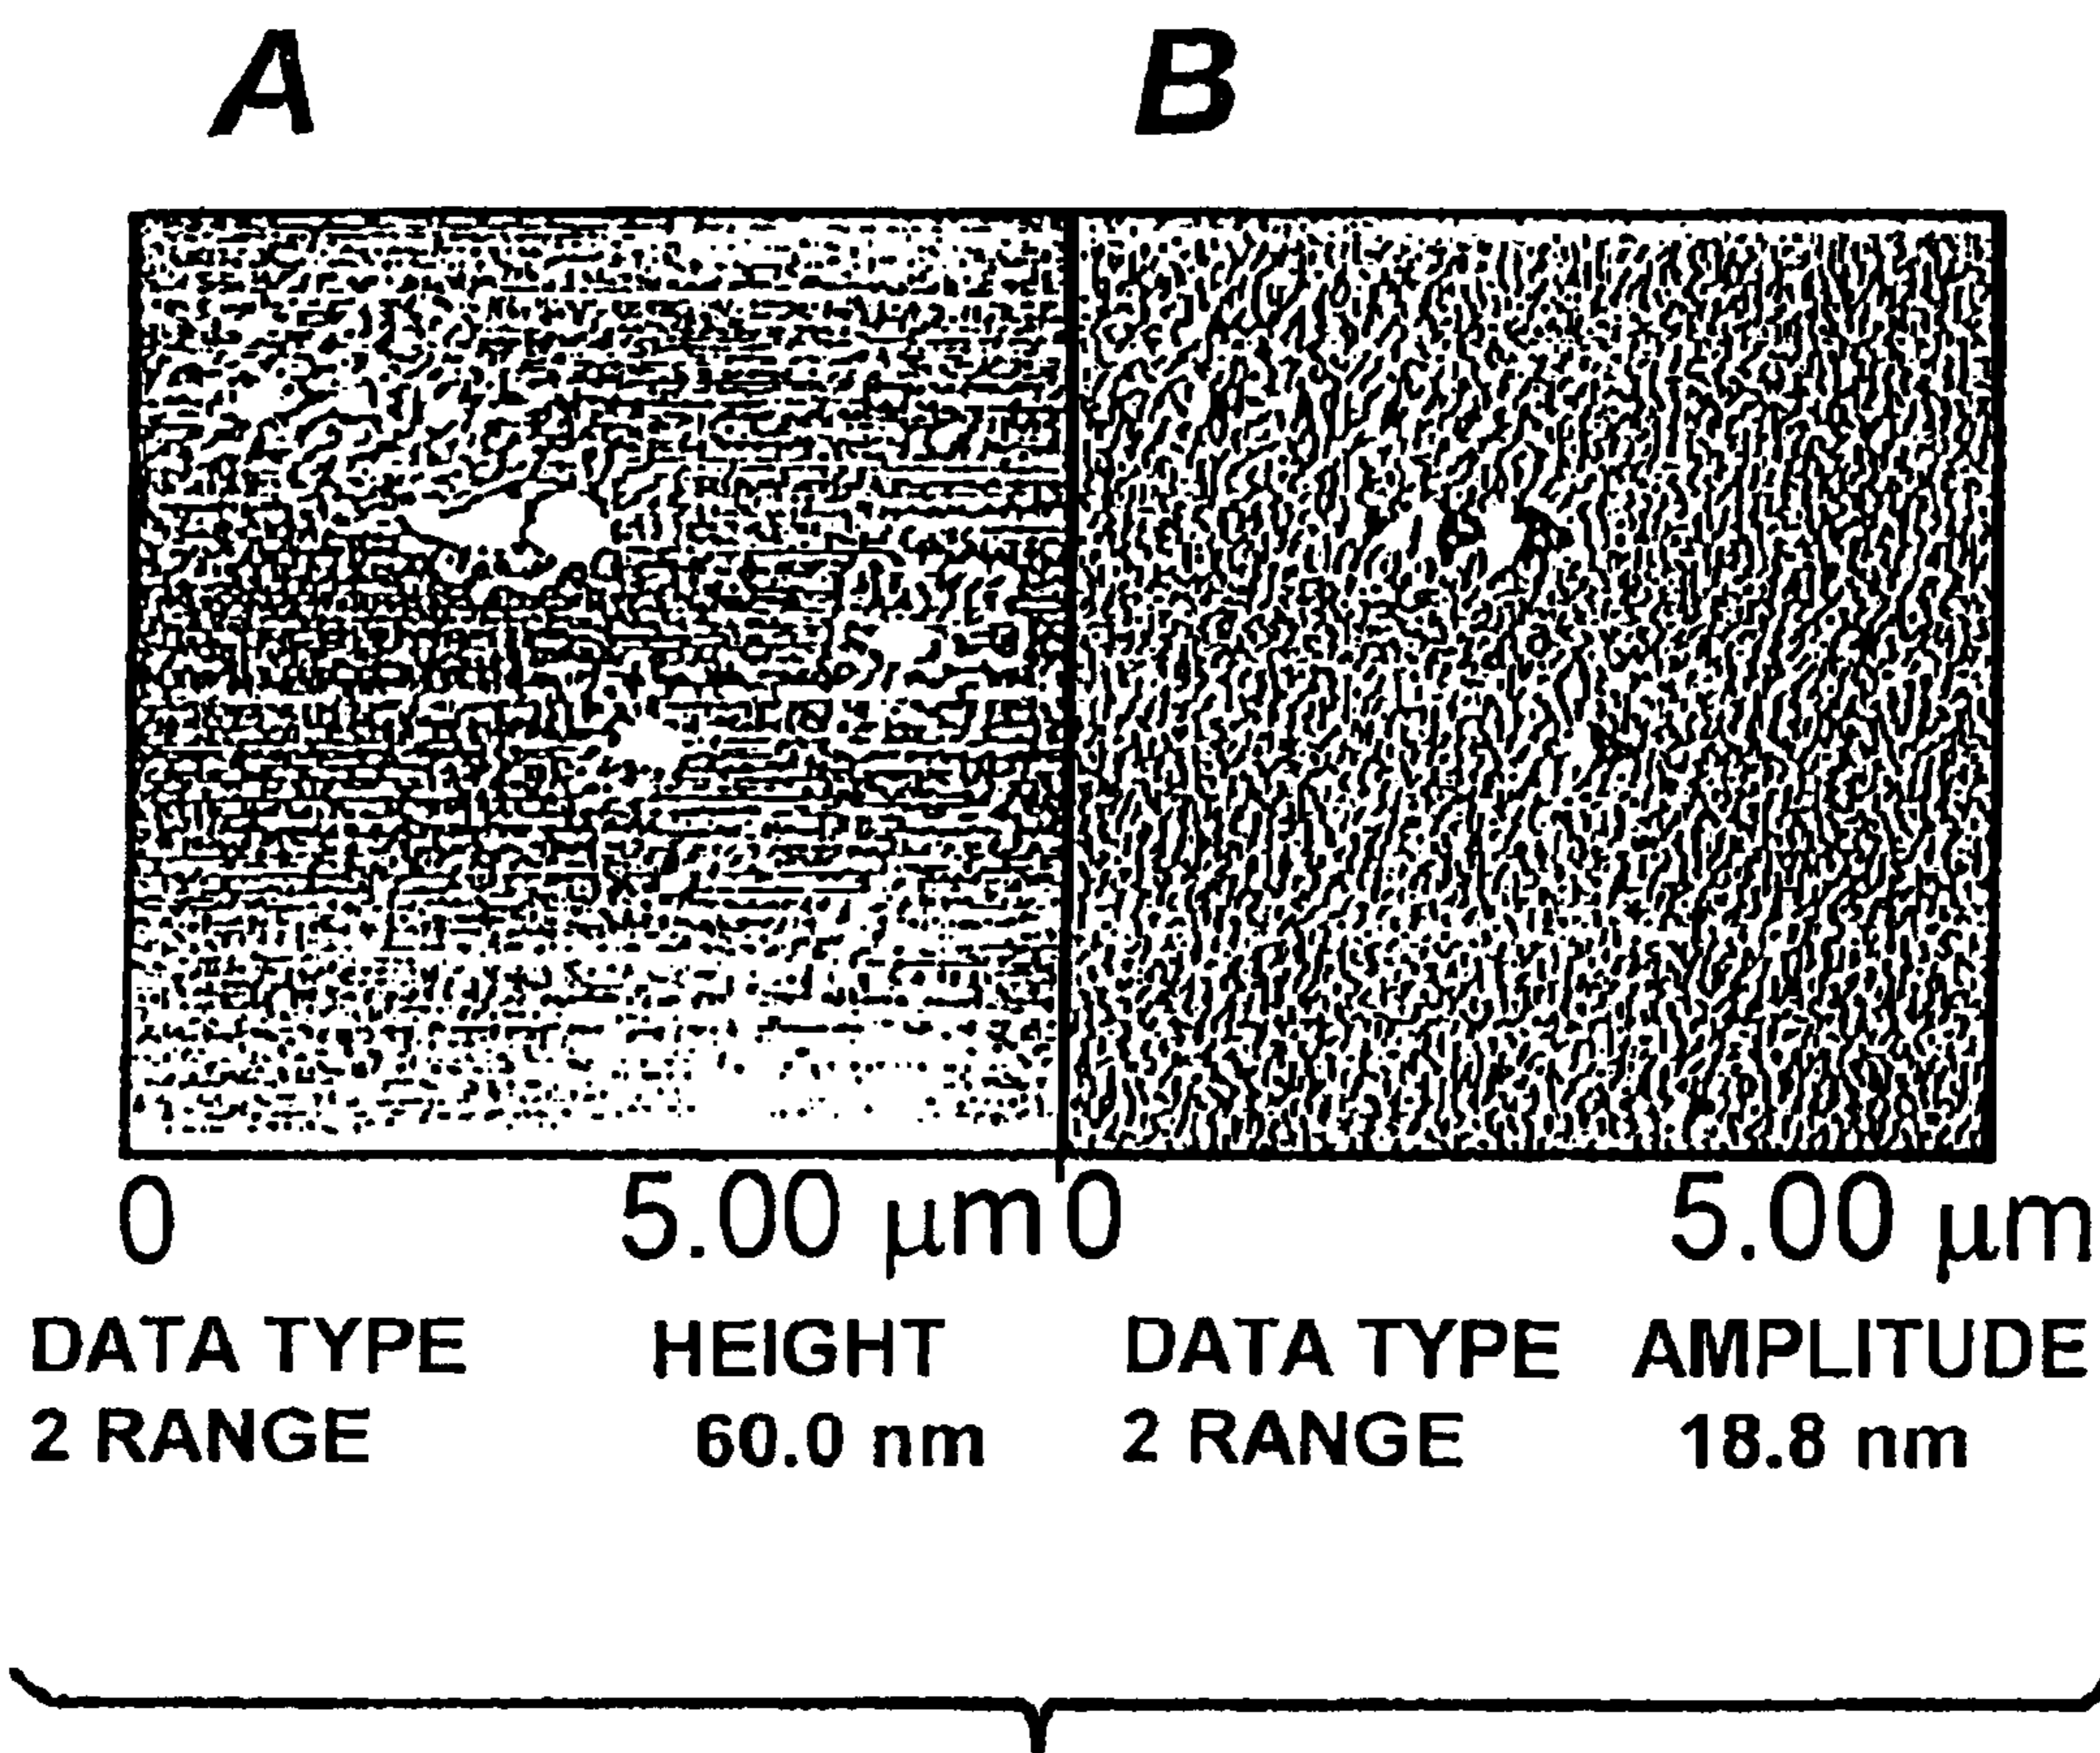 A B
0 5.00 µm 0 5.00 µm
DATA TYPE HEIGHT DATA TYPE AMPLITUDE
2 RANGE 60.0 nm 2 RANGE 18.8 nm